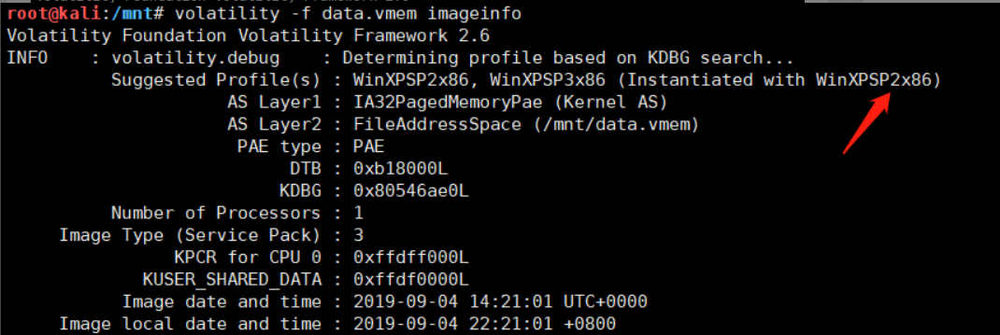 root@kali:/mnt# volatility -f data.vmem imageinfo
Volatility Foundation Volatility Framework 2.6
INFO    : volatility.debug    : Determining profile based on KDBG search...
Suggested Profile(s) : WinXPSP2x86, WinXPSP3x86 (Instantiated with WinXPSP2x86)
AS Layer1 : IA32PagedMemoryPae (Kernel AS)
AS Layer2 : FileAddressSpace (/mnt/data.vmem)
PAE type : PAE
DTB : 0xb18000L
KDBG : 0x80546ae0L
Number of Processors : 1
Image Type (Service Pack) : 3
KPCR for CPU 0 : 0xffdff000L
KUSER_SHARED_DATA : 0xffdf0000L
Image date and time : 2019-09-04 14:21:01 UTC+0000
Image local date and time : 2019-09-04 22:21:01 +0800